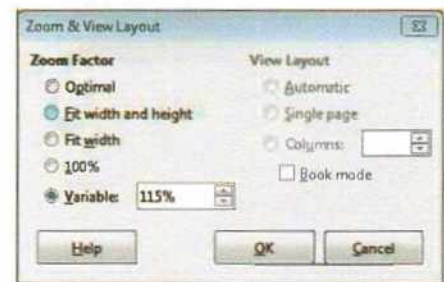 Zoom & View Layout
Zoom Factor
Optimal
Fit width and height
Fit width
100%
Variable: 115%
View Layout
Automatic
Single page
Columns:
Book mode
Help OK Cancel